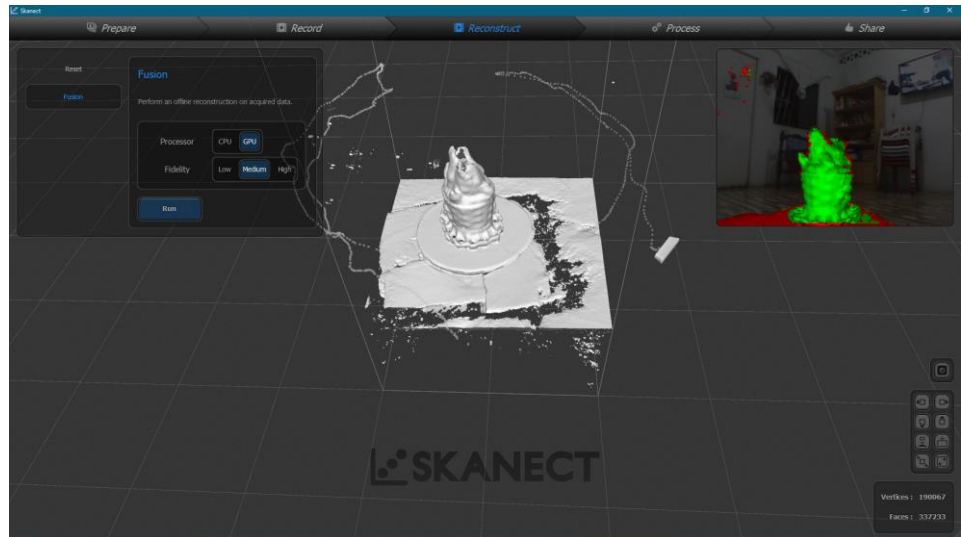 Skanect
Prepare
Record
Reconstruct
Process
Share
Reset
Fusion
Fusion
Perform an offline reconstruction on acquired data.
Processor CPU GPU
Fidelity Low Medium High
Run
SKANECT
Vertices : 190067
Faces : 337233